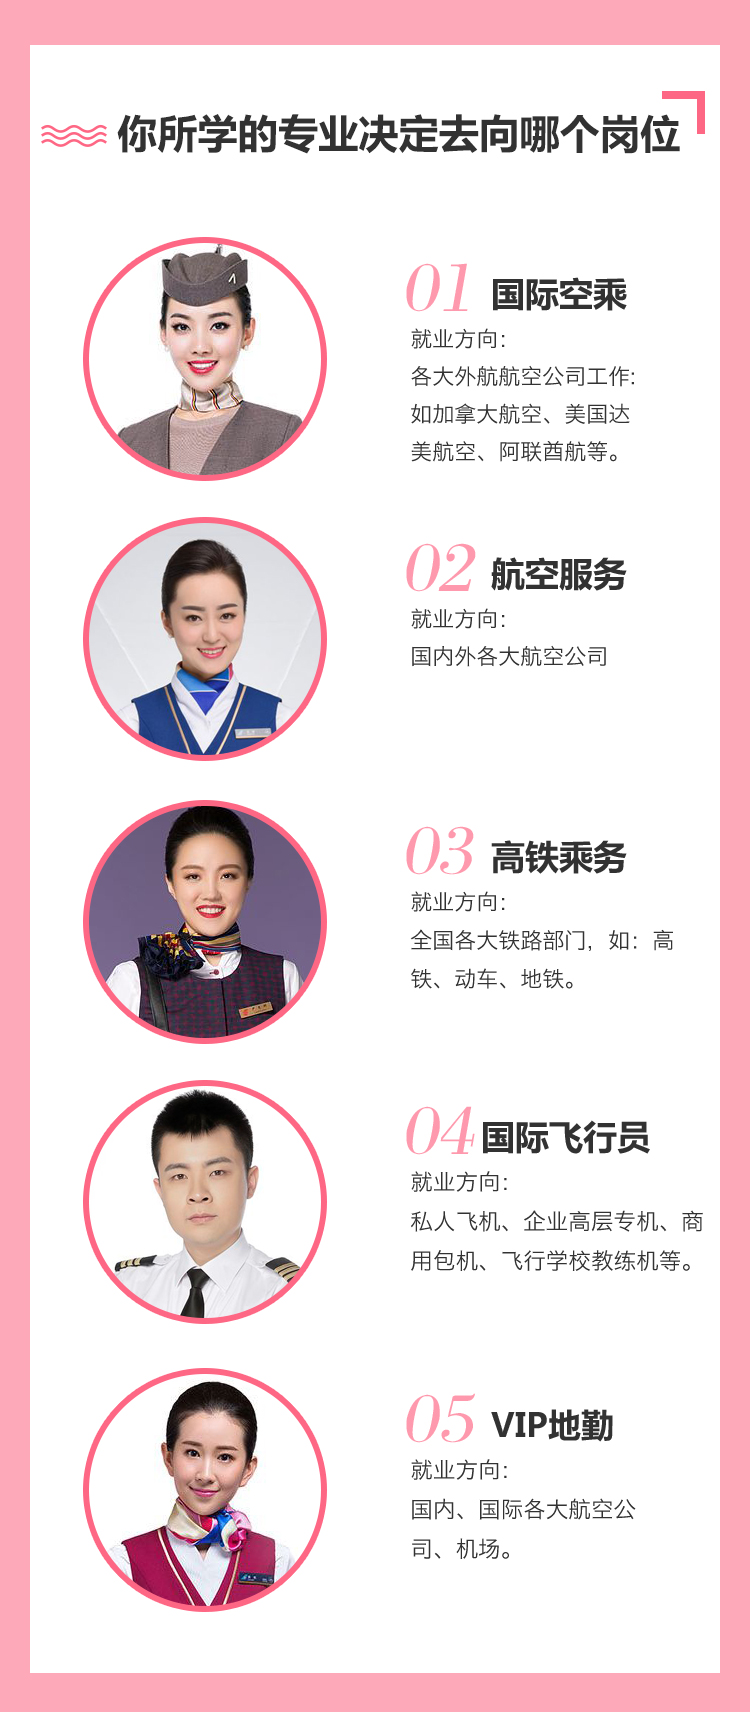 你所学的专业决定去向哪个岗位
01 国际空乘
就业方向:
各大外航航空公司工作:
如加拿大航空、美国达
美航空、阿联酋航等。
02 航空服务
就业方向:
国内外各大航空公司
03 高铁乘务
就业方向:
全国各大铁路部门，如：高
铁、动车、地铁。
04 国际飞行员
就业方向:
私人飞机、企业高层专机、商
用包机、飞行学校教练机等。
05 VIP地勤
就业方向:
国内、国际各大航空公
司、机场。